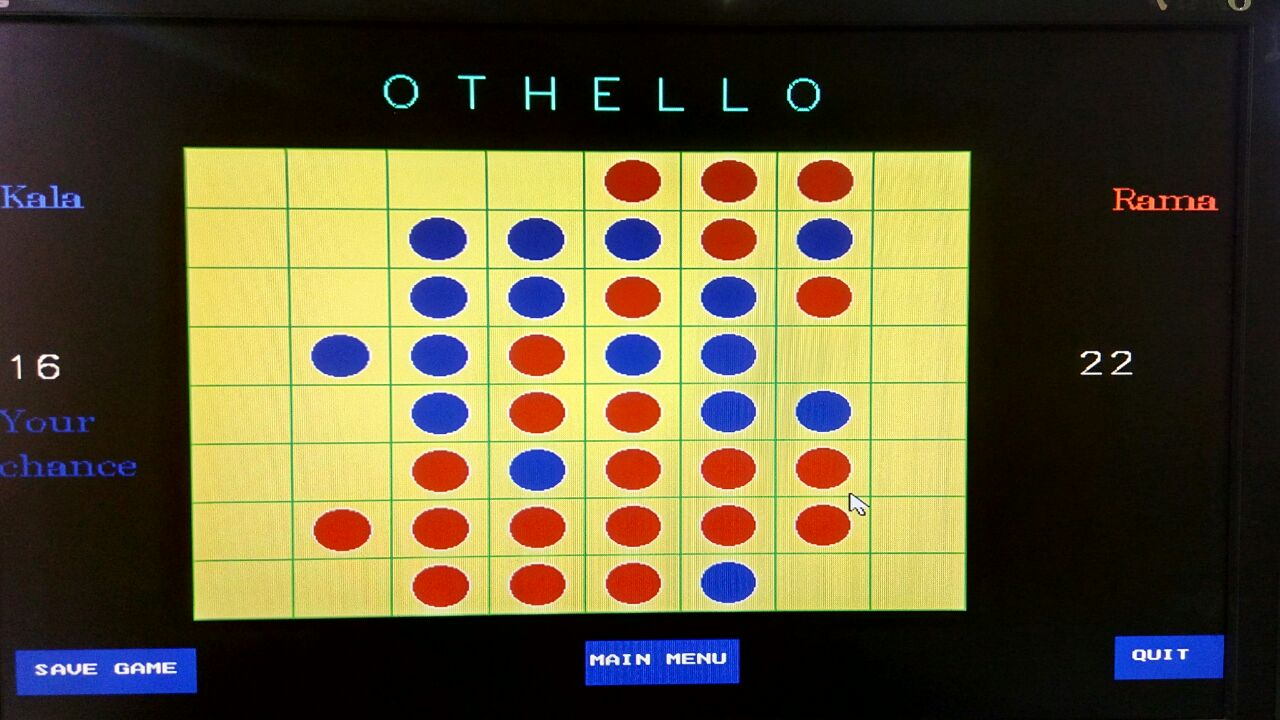 O T H E L L O
Kala
Rama
16
22
Your
chance
SAVE GAME
MAIN MENU
QUIT